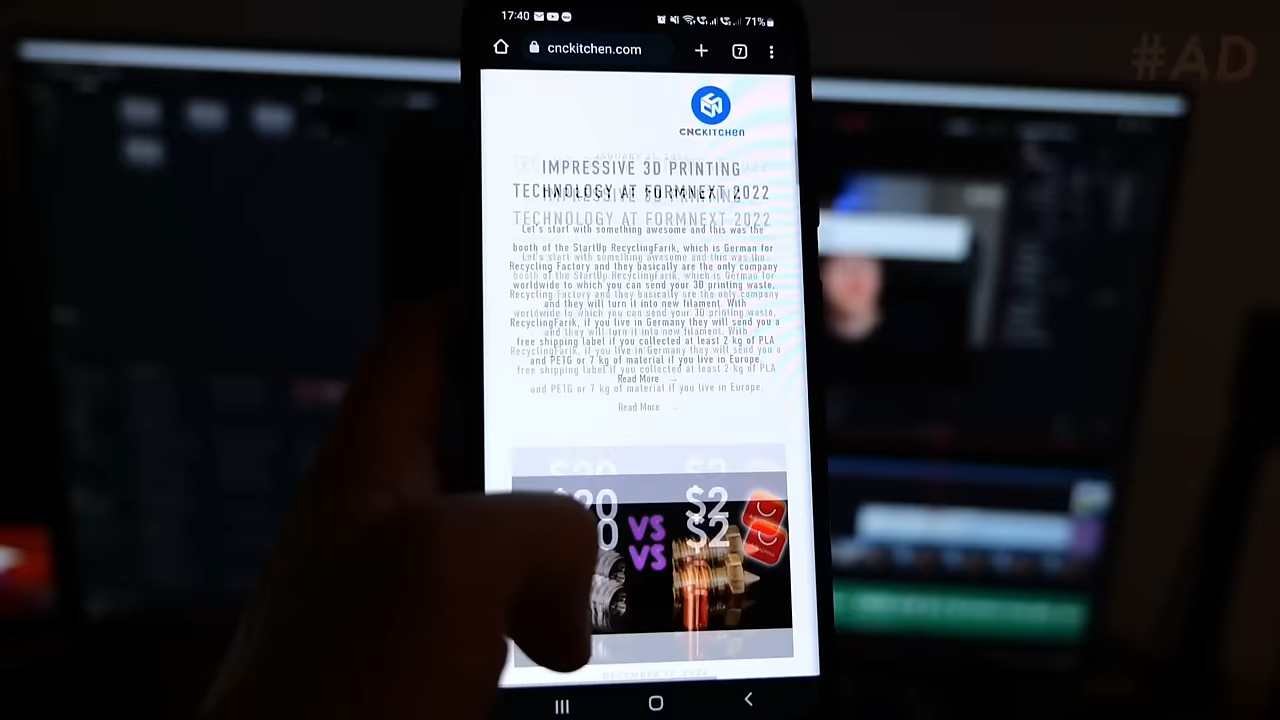 17:40
71%
#AD
cnckitchen.com
7
CNCKITCHEN
IMPRESSIVE 3D PRINTING
TECHNOLOGY AT FORMNEXT 2022
Let's start with something awesome and this was the
booth of the StartUp RecyclingFarik, which is German for
Recycling Factory and they basically are the only company
worldwide to which you can send your 3D printing waste,
and they will turn it into new filament. With
RecyclingFarik, if you live in Germany they will send you a
free shipping label if you collected at least 2 kg of PLA
and PETG or 7 kg of material if you live in Europe.
Read More →
$20 VS $2